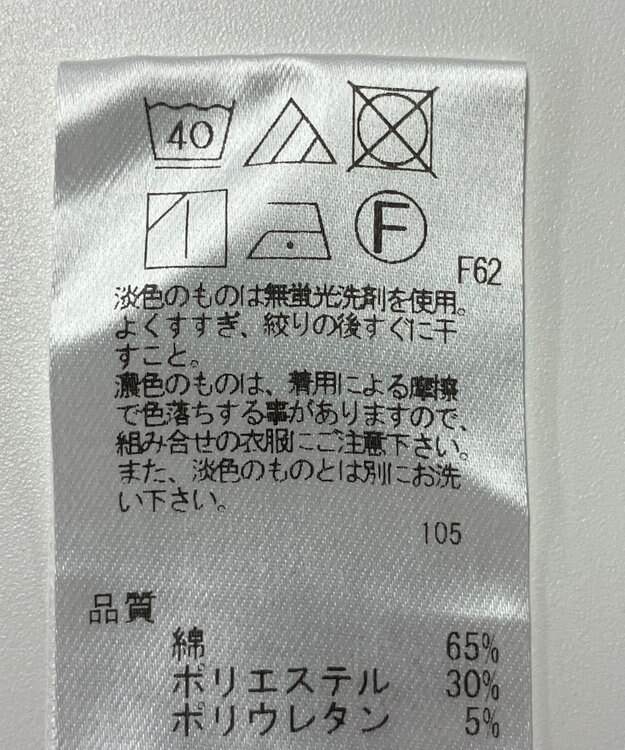 40
F
F62
淡色のものは無蛍光洗剤を使用。
よくすすぎ、絞りの後すぐに干
すこと。
濃色のものは、着用による摩擦
で色落ちする事がありますので、
組み合せの衣服にご注意下さい。
また、淡色のものとは別にお洗
い下さい。
105
品質
綿 65%
ポリエステル 30%
ポリウレタン 5%